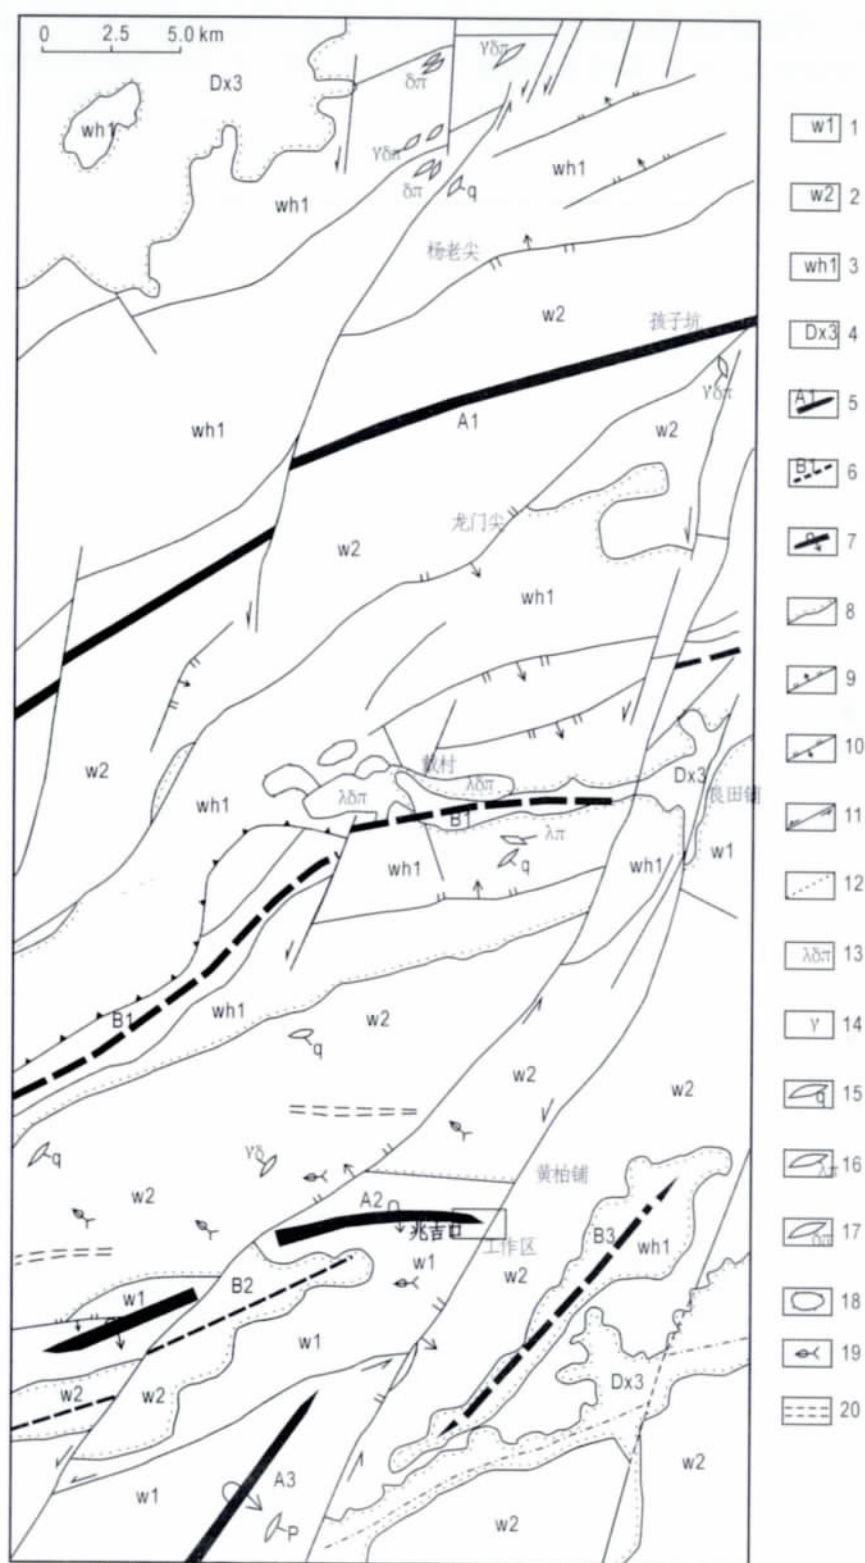 0 2.5 5.0 km
Dx3
γδπ
δπ
wh1
γδπ
δπ
q
wh1
wh1
杨老尖
w2
孩子坑
A1
γδπ
wh1
w2
龙门尖
w2
wh1
w2
戴村
Dx3
wh1
λδπ
λδπ
良田铺
B1
λπ
wh1
q
wh1
w1
B1
wh1
w2
q
w2
w2
q
γδ
w2
黄柏铺
A2
兆吉口
工作区
B3
wh1
w1
B2
w1
w2
w1
w2
w2
Dx3
A3
w1
P
w2
w2
w1 1
w2 2
wh1 3
Dx3 4
A1 5
B1 6
7
8
9
10
11
12
λδπ 13
γ 14
q 15
λπ 16
17
18
19
20